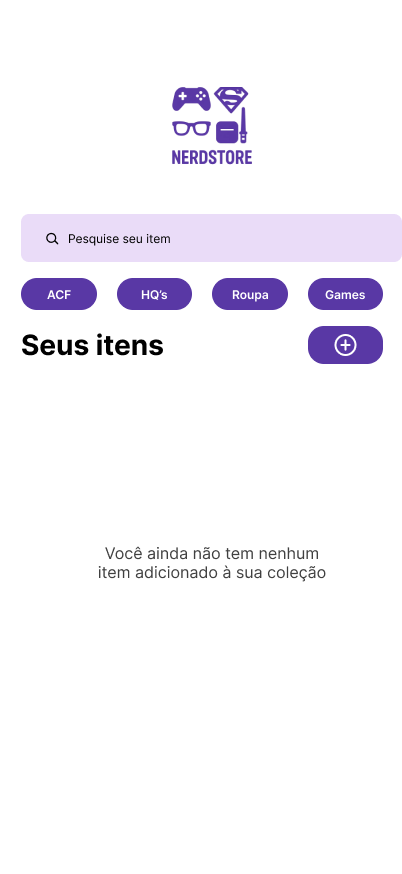 NERDSTORE
Pesquise seu item
ACF
HQ's
Roupa
Games
Seus itens
Você ainda não tem nenhum
item adicionado à sua coleção